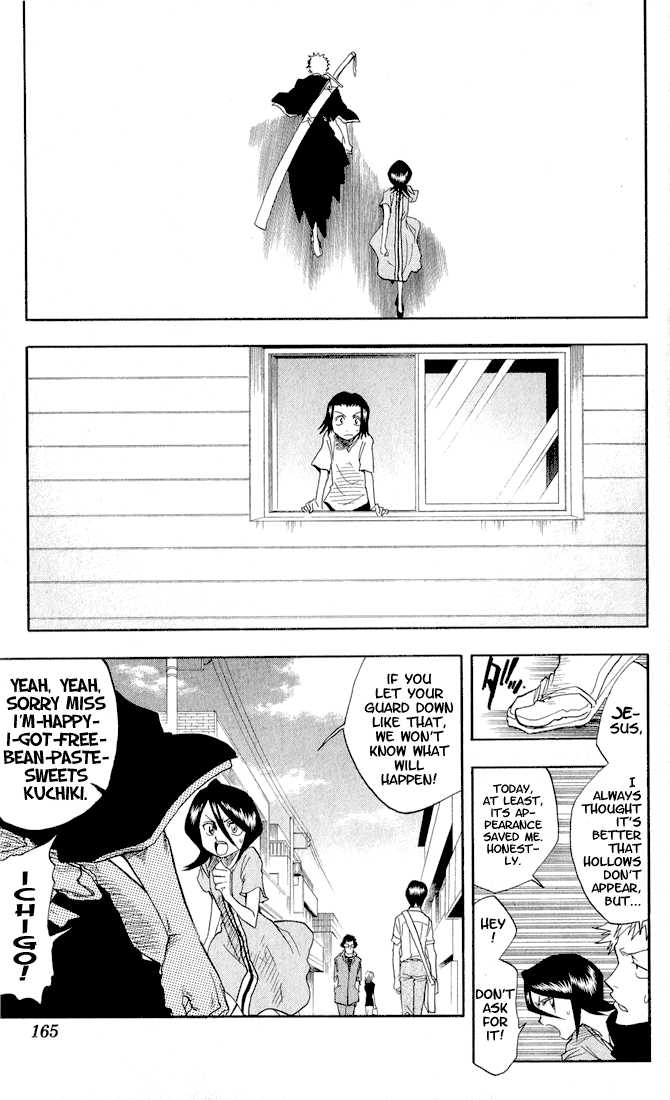 JE-
SUS,
I
ALWAYS
THOUGHT
IT'S
BETTER
THAT
HOLLOWS
DON'T
APPEAR,
BUT...
TODAY,
AT LEAST,
ITS AP-
PEARANCE
SAVED ME.
HONEST-
LY.
HEY!
DON'T
ASK FOR
IT!
IF YOU
LET YOUR
GUARD DOWN
LIKE THAT,
WE WON'T
KNOW WHAT
WILL
HAPPEN!
YEAH, YEAH,
SORRY MISS
I'M-HAPPY-
I-GOT-FREE-
BEAN-PASTE-
SWEETS
KUCHIKI.
ICHIGO!
165